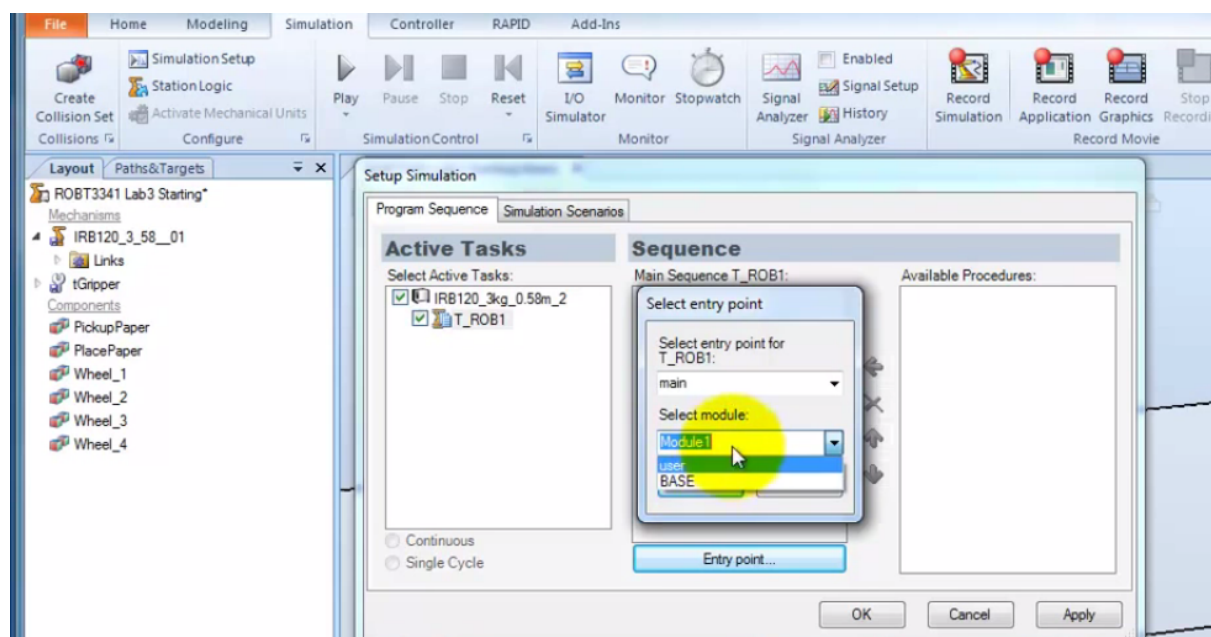 File Home Modeling Simulation Controller RAPID Add-Ins
Create
Collision Set
Simulation Setup
Station Logic
Activate Mechanical Units
Play Pause Stop Reset
I/O
Simulator
Monitor Stopwatch
Signal
Analyzer
Enabled
Signal Setup
History
Record
Simulation
Record
Application
Record
Graphics
Stop
Collisions Configure Simulation Control Monitor Signal Analyzer Record Movie
Layout Paths&Targets
ROBT3341 Lab3 Starting*
Mechanisms
IRB120_3_58__01
Links
tGripper
Components
PickupPaper
PlacePaper
Wheel_1
Wheel_2
Wheel_3
Wheel_4
Setup Simulation
Program Sequence Simulation Scenarios
Active Tasks
Select Active Tasks:
IRB120_3kg_0.58m_2
T_ROB1
Continuous
Single Cycle
Sequence
Main Sequence T_ROB1:
Available Procedures:
Select entry point
Select entry point for
T_ROB1:
main
Select module:
Module1
user
BASE
Entry point...
OK Cancel Apply